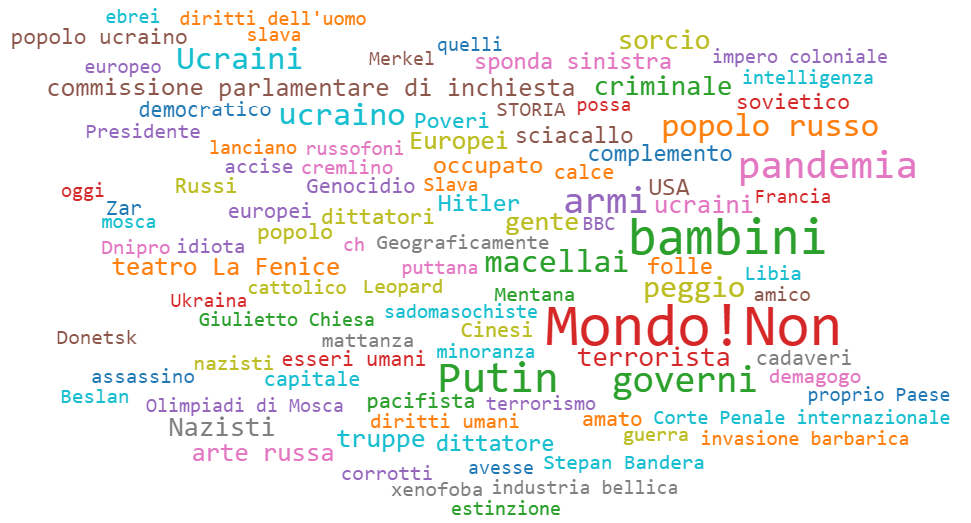 ebrei diritti dell'uomo
popolo ucraino slava quelli sorcio
Ucraini Merkel sponda sinistra impero coloniale
europeo intelligenza
commissione parlamentare di inchiesta criminale
democratico ucraino Poveri STORIA possa sovietico
Presidente Europei sciacallo popolo russo
lanciano russofoni complemento pandemia
accise cremlino occupato calce
oggi Russi Genocidio Slava Hitler armi USA Francia
Zar europei dittatori gente BBC ucraini
mosca popolo bambini
Dnipro idiota ch Geograficamente macellai folle
teatro La Fenice puttana Libia
cattolico Leopard Mentana peggio amico
Ukraina sadomasochiste Mondo!Non
Giulietto Chiesa Cinesi
Donetsk mattanza
nazisti esseri umani minoranza terrorista cadaveri
assassino capitale Putin governi demagogo
Beslan proprio Paese
Olimpiadi di Mosca pacifista terrorismo
Nazisti diritti umani amato Corte Penale internazionale
truppe dittatore guerra invasione barbarica
arte russa
corrotti avesse Stepan Bandera
xenofoba industria bellica
estinzione